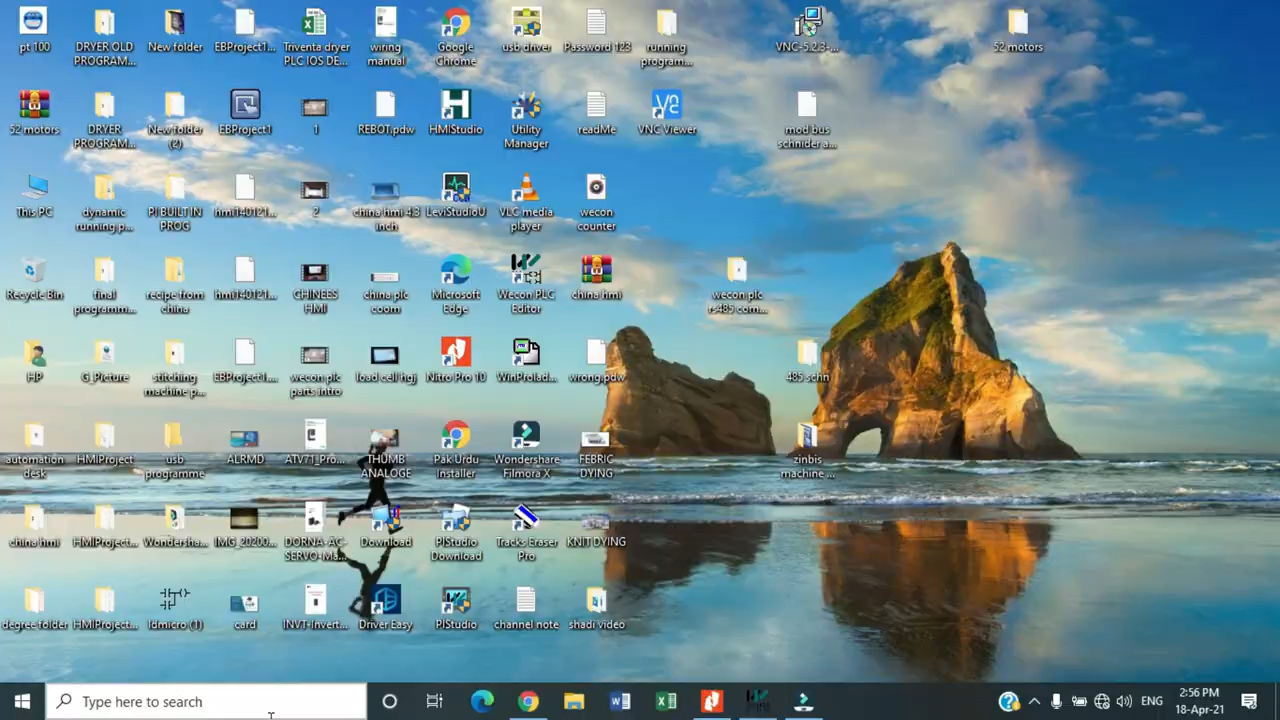 pt 100
DRYER OLD
PROGRAM...
New folder
EBProject1...
Triventa dryer
PLC IOS DE...
wiring
manual
Google
Chrome
usb driver
Password 123
running
program...
VNC-5.2.3-...
52 motors
52 motors
DRYER
PROGRAM...
New folder
(2)
EBProject1
1
REBOT.pdw
HMIStudio
Utility
Manager
readMe
VNC Viewer
mod bus
schnider a...
This PC
dynamic
running p...
PI BUILT IN
PROG
hmi140121...
2
china hmi 4.3
inch
LeviStudioU
VLC media
player
wecon
counter
Recycle Bin
final
programm...
recipe from
china
hmi140121...
CHINEES
HMI
china plc
coom
Microsoft
Edge
Wecon PLC
Editor
china hmi
wecon plc
rs485 com...
HP
G_Picture
stitching
machine p...
EBProject1....
wecon plc
parts intro
load cell hgj
Nitro Pro 10
WinProlad...
wrong.pdw
485 schn
automation
desk
HMIProject
usb
programme
ALRMD
ATV71_Pro...
THUMB
ANALOGE
Pak Urdu
Installer
Wondershare
Filmora X
FEBRIC
DYING
zinbis
machine ...
china hmi
HMIProject...
Wondersha...
IMG_20200...
DORNA-AC-
SERVO-Ma...
Download
PIStudio
Download
Tracks Eraser
Pro
KNIT DYING
degree folder
HMIProject...
ldmicro (1)
card
INVT-Invert...
Driver Easy
PIStudio
channel note
shadi video
Type here to search
ENG
2:56 PM
18-Apr-21